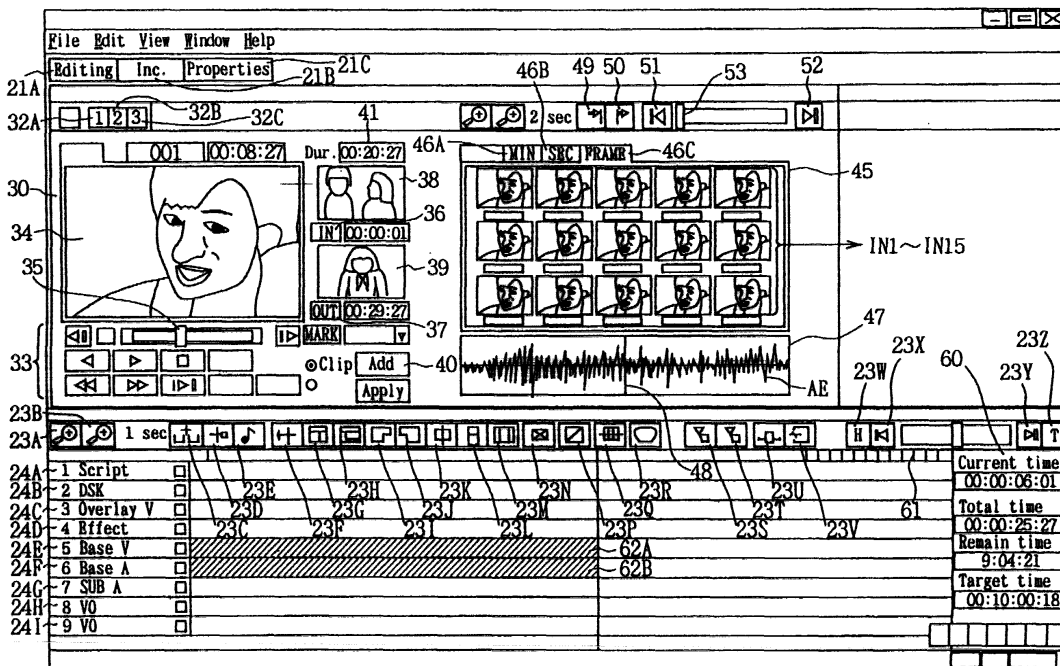 File Edit View Window Help
Editing Inc. Properties
21A 21B 21C
32A 1 2 3 32B 32C
41 46B 49 50 51 53 52
2 sec
001 00:08:27 Dur. 00:20:27
46A MIN SEC FRAME 46C
30 38 45
34 36
IN 00:00:01
IN1~IN15
39
35
OUT 00:29:27
37
MARK
33
Clip Add 40
Apply
47
AE
48
23W 23X 60 23Y 23Z
23B
23A 1 sec
H T
24A 1 Script
24B 2 DSK
24C 3 Overlay V
24D 4 Effect
24E 5 Base V
24F 6 Base A
24G 7 SUB A
24H 8 VO
24I 9 VO
23E 23H 23K 23N 23R 23U
23D 23G 23J 23M 23Q 23T
23C 23F 23I 23L 23P 23S 23V
61
62A
62B
Current time
00:00:06:01
Total time
00:00:25:27
Remain time
9:04:21
Target time
00:10:00:18